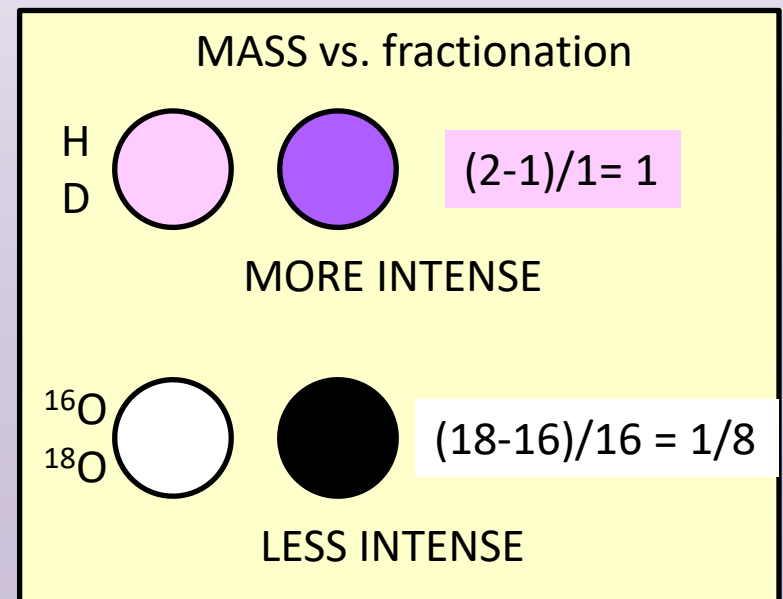 MASS vs. fractionation
H
D
(2-1)/1= 1
MORE INTENSE
¹⁶O
¹⁸O
(18-16)/16 = 1/8
LESS INTENSE